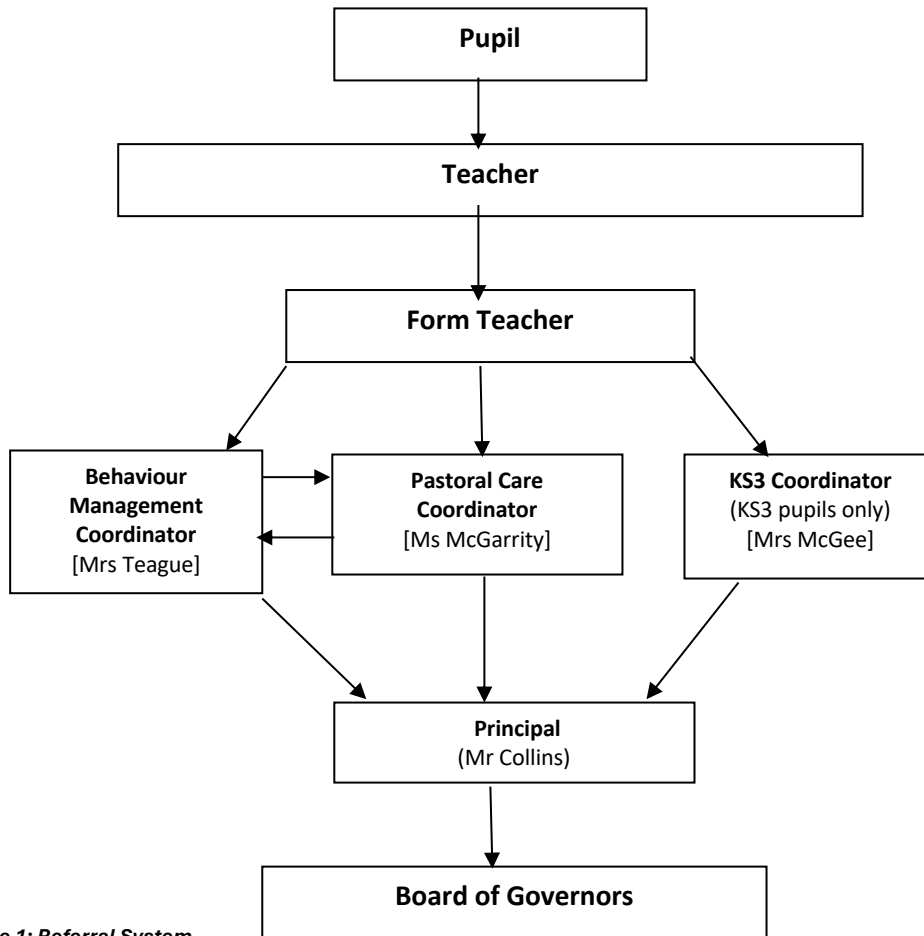 Pupil
Teacher
Form Teacher
Behaviour
Management
Coordinator
[Mrs Teague]
Pastoral Care
Coordinator
[Ms McGarrity]
KS3 Coordinator
(KS3 pupils only)
[Mrs McGee]
Principal
(Mr Collins)
Board of Governors
1: Referral System